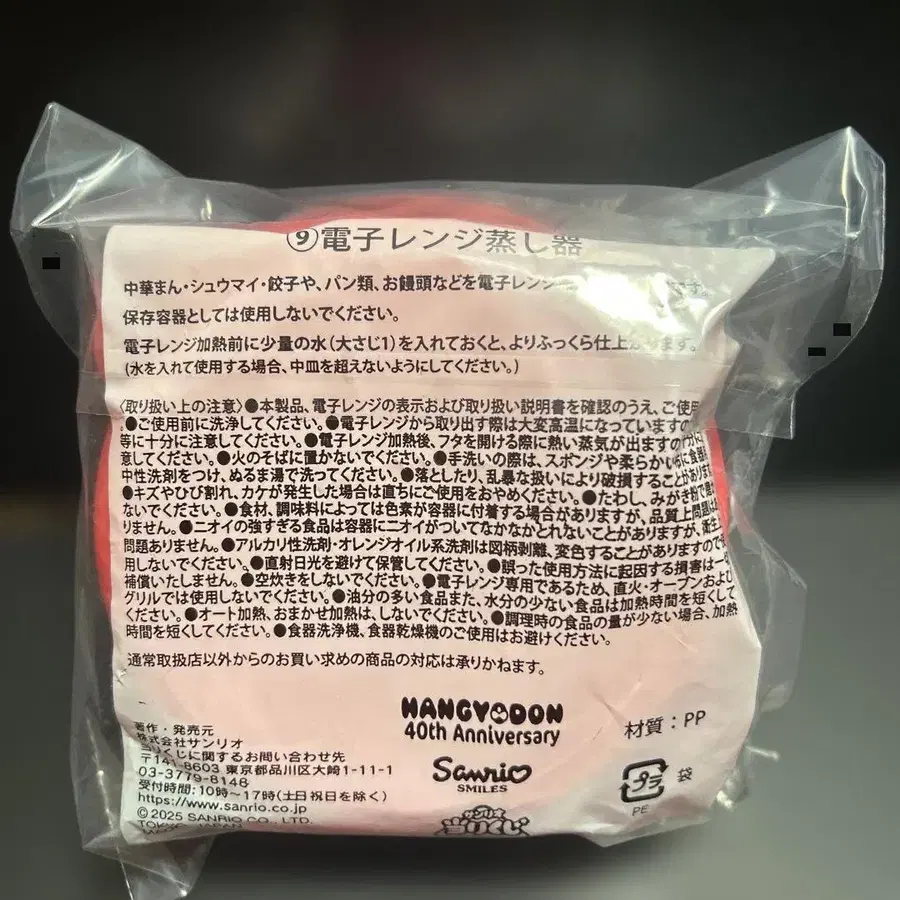 ⑨電子レンジ蒸し器
中華まん・シュウマイ・餃子や、パン類、お饅頭などを電子レンジ
保存容器としては使用しないでください。
電子レンジ加熱前に少量の水（大さじ1）を入れておくと、よりふっくら仕上がります。
（水を入れて使用する場合、中皿を超えないようにしてください。）
〈取り扱い上の注意〉●本製品、電子レンジの表示および取り扱い説明書を確認のうえ、ご使用
●ご使用前に洗浄してください。●電子レンジから取り出す際は大変高温になっていますの
等に十分に注意してください。●電子レンジ加熱後、フタを開ける際に熱い蒸気が出ますの
意してください。●火のそばに置かないでください。●手洗いの際は、スポンジや柔らか
中性洗剤をつけ、ぬるま湯で洗ってください。●落としたり、乱暴な扱いにより破損することがあります
●キズやひび割れ、カケが発生した場合は直ちにご使用をおやめください。●たわし、みがき粉で
ないでください。●食材、調味料によっては色素が容器に付着する場合がありますが、品質上問題は
りません。●ニオイの強すぎる食品は容器にニオイがついてなかなかとれないことがありますが、衛生
問題ありません。●アルカリ性洗剤・オレンジオイル系洗剤は図柄剥離、変色することがありますので
用しないでください。●直射日光を避けて保管してください。●誤った使用方法に起因する損害は一
補償いたしません。●空炊きをしないでください。●電子レンジ専用であるため、直火・オーブンおよび
グリルでは使用しないでください。●油分の多い食品また、水分の少ない食品は加熱時間を短くして
ください。●オート加熱、おまかせ加熱は、しないでください。●調理時の食品の量が少ない場合、加熱
時間を短くしてください。●食器洗浄機、食器乾燥機のご使用はお避けください。
通常取扱店以外からのお買い求めの商品の対応は承りかねます。
HANGYODON
40th Anniversary
材質：PP
Sanrio
SMILES
プラ 袋
PE
著作・発売元
株式会社サンリオ
当りくじに関するお問い合わせ先
〒141-8603 東京都品川区大崎1-11-1
03-3779-8148
受付時間：10時～17時（土日祝日を除く）
https://www.sanrio.co.jp
©2025 SANRIO CO., LTD.
TOKYO, JAPAN
サンリオ
当りくじ